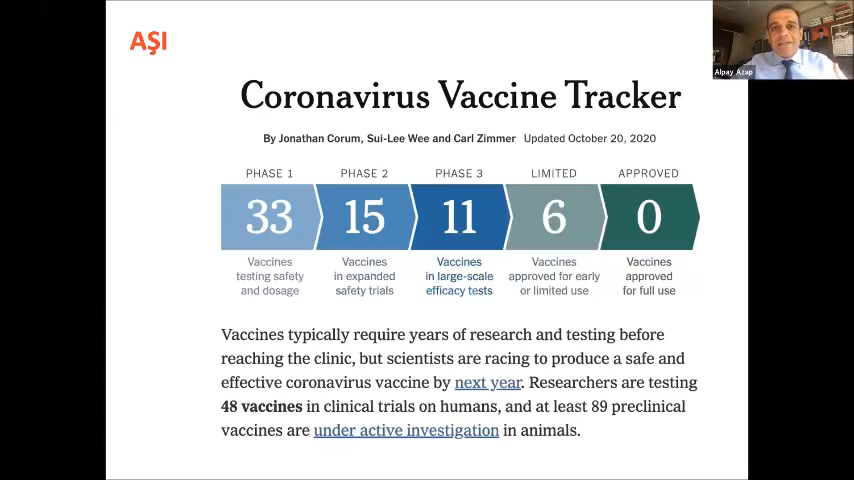 AŞI
Alpay Azap
Coronavirus Vaccine Tracker
By Jonathan Corum, Sui-Lee Wee and Carl Zimmer Updated October 20, 2020
PHASE 1 PHASE 2 PHASE 3 LIMITED APPROVED
33 15 11 6 0
Vaccines Vaccines Vaccines Vaccines Vaccines
testing safety in expanded in large-scale approved for early approved
and dosage safety trials efficacy tests or limited use for full use
Vaccines typically require years of research and testing before
reaching the clinic, but scientists are racing to produce a safe and
effective coronavirus vaccine by next year. Researchers are testing
48 vaccines in clinical trials on humans, and at least 89 preclinical
vaccines are under active investigation in animals.